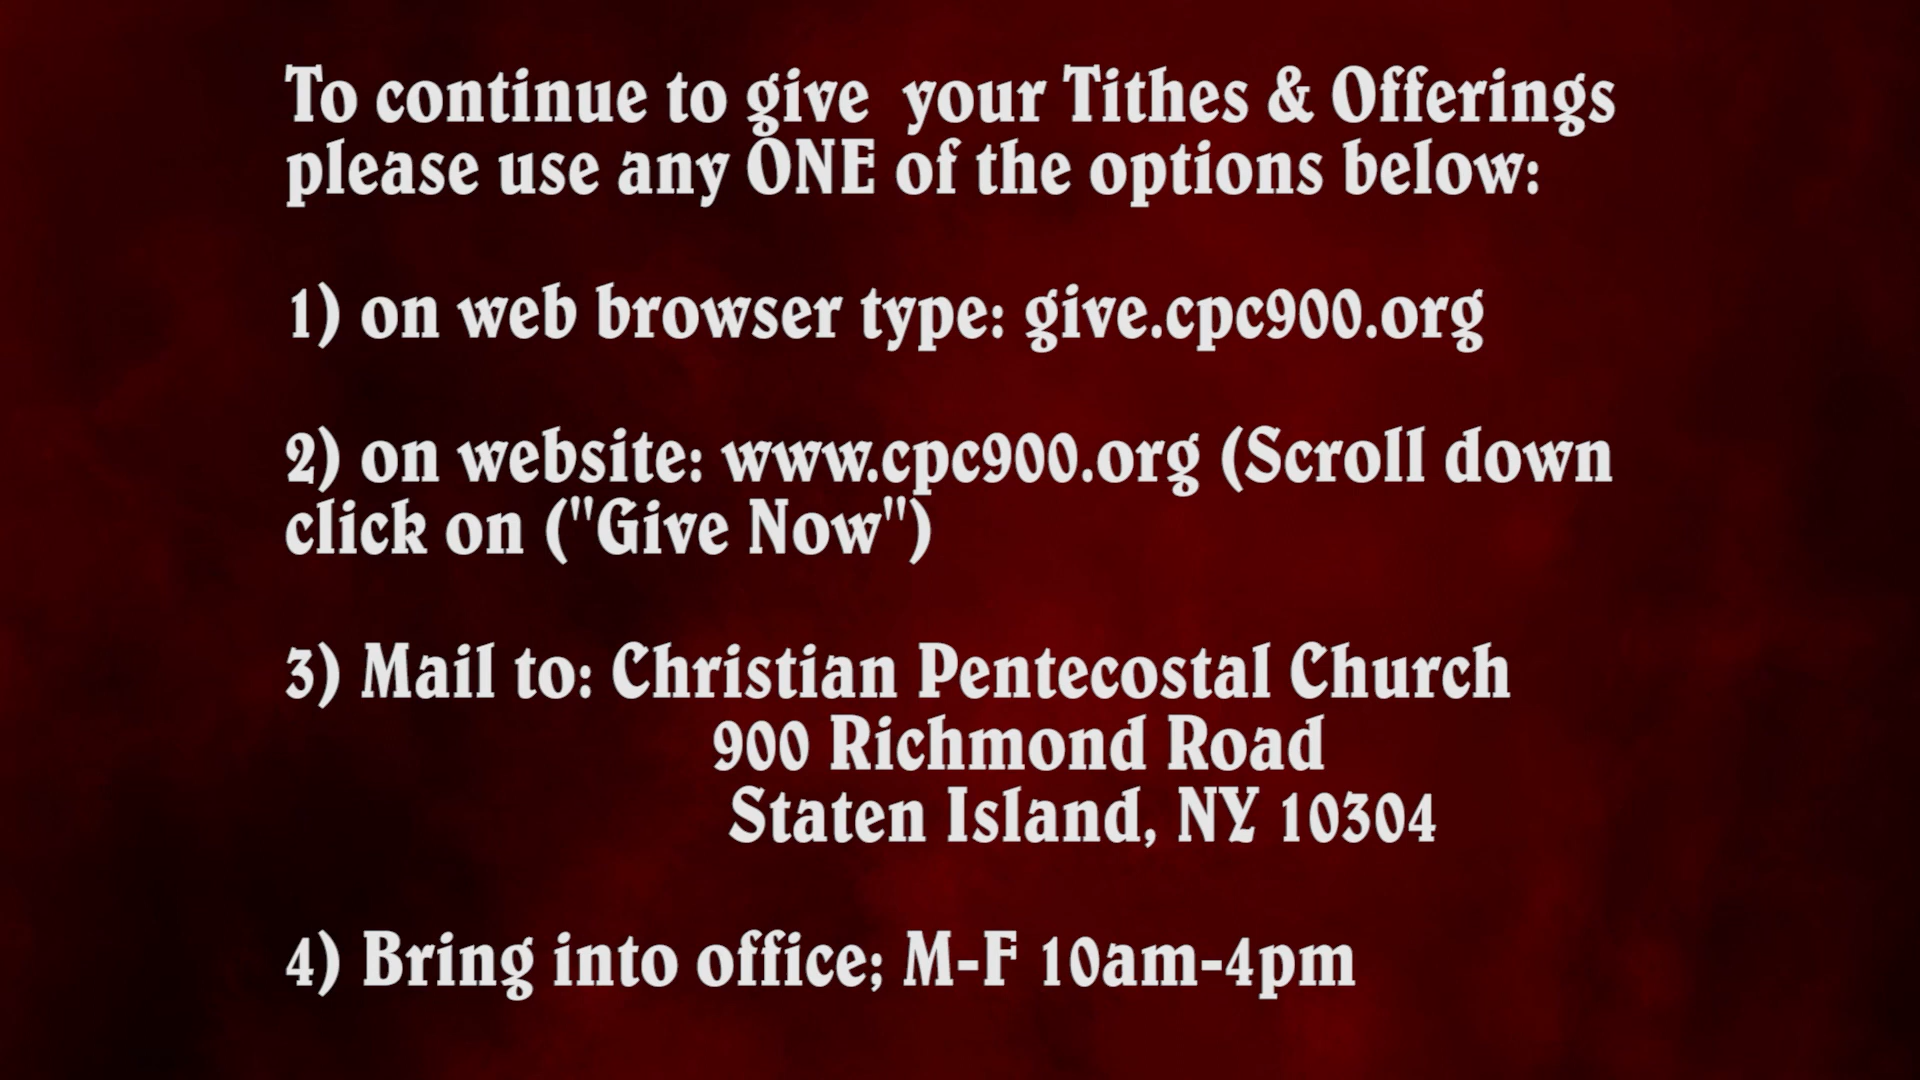 To continue to give  your Tithes & Offerings
please use any ONE of the options below:
1) on web browser type: give.cpc900.org
2) on website: www.cpc900.org (Scroll down
click on ("Give Now")
3) Mail to: Christian Pentecostal Church
900 Richmond Road
Staten Island, NY 10304
4) Bring into office; M-F 10am-4pm